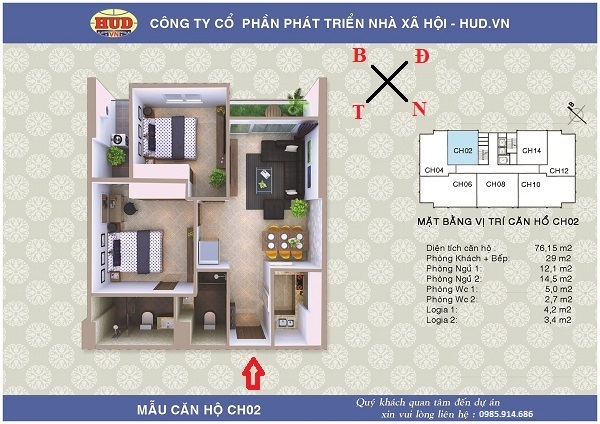 HUD
VN
CÔNG TY CỔ PHẦN PHÁT TRIỂN NHÀ XÃ HỘI - HUD.VN
B Đ
T N
B
CH02
CH14
CH04
CH12
CH06
CH08
CH10
MẶT BẰNG VỊ TRÍ CĂN HỔ CH02
Diện tích căn hộ : 76,15 m2
Phòng Khách + Bếp: 29 m2
Phòng Ngủ 1: 12,1 m2
Phòng Ngủ 2: 14,5 m2
Phòng Wc 1: 5,0 m2
Phòng Wc 2: 2,7 m2
Logia 1: 4,2 m2
Logia 2: 3,4 m2
MẪU CĂN HỘ CH02
Quý khách quan tâm đến dự án
xin vui lòng liên hệ : 0985.914.686